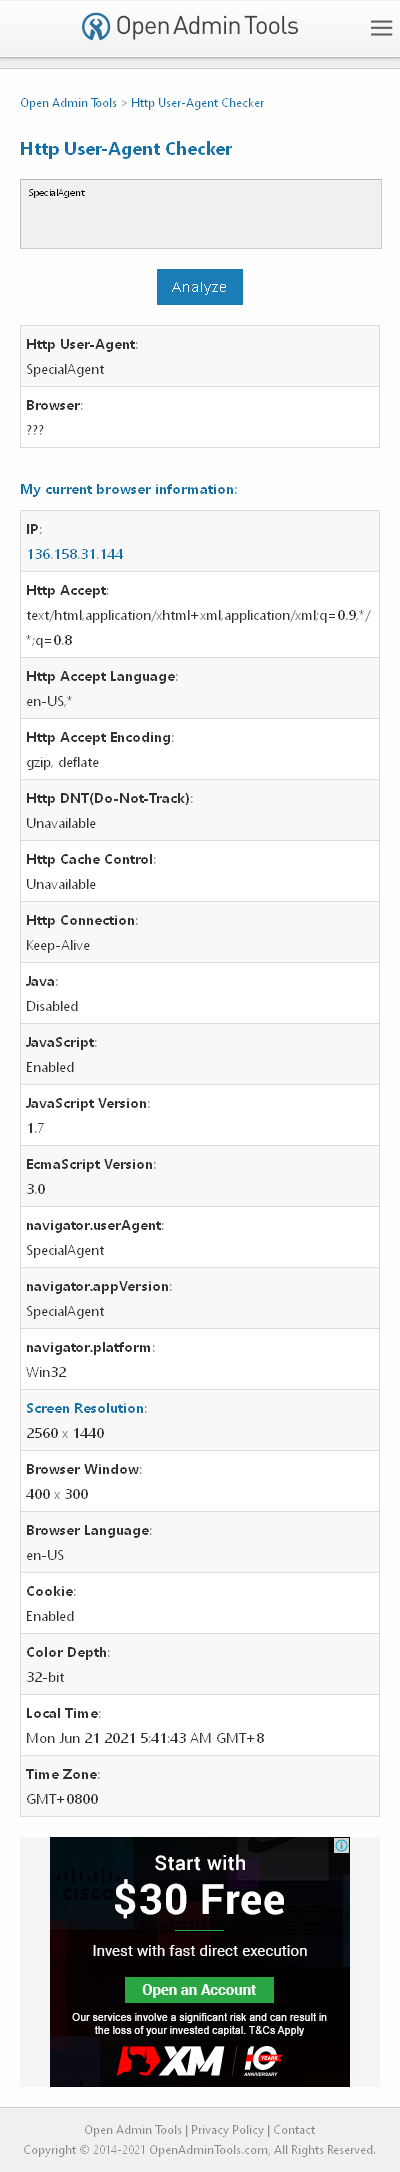 Open Admin Tools
Open Admin Tools > Http User-Agent Checker
Http User-Agent Checker
SpecialAgent
Analyze
Http User-Agent:
SpecialAgent
Browser:
???
My current browser information:
IP:
136.158.31.144
Http Accept:
text/html,application/xhtml+xml,application/xml;q=0.9,*/
*;q=0.8
Http Accept Language:
en-US,*
Http Accept Encoding:
gzip, deflate
Http DNT(Do-Not-Track):
Unavailable
Http Cache Control:
Unavailable
Http Connection:
Keep-Alive
Java:
Disabled
JavaScript:
Enabled
JavaScript Version:
1.7
EcmaScript Version:
3.0
navigator.userAgent:
SpecialAgent
navigator.appVersion:
SpecialAgent
navigator.platform:
Win32
Screen Resolution:
2560 x 1440
Browser Window:
400 x 300
Browser Language:
en-US
Cookie:
Enabled
Color Depth:
32-bit
Local Time:
Mon Jun 21 2021 5:41:43 AM GMT+8
Time Zone:
GMT+0800
Start with
CISCO
$30 Free
Invest with fast direct execution
Open an Account
Our services involve a significant risk and can result in
the loss of your invested capital. T&Cs Apply
XM 10 YEARS
ANNIVERSARY
Open Admin Tools | Privacy Policy | Contact
Copyright © 2014-2021 OpenAdminTools.com, All Rights Reserved.